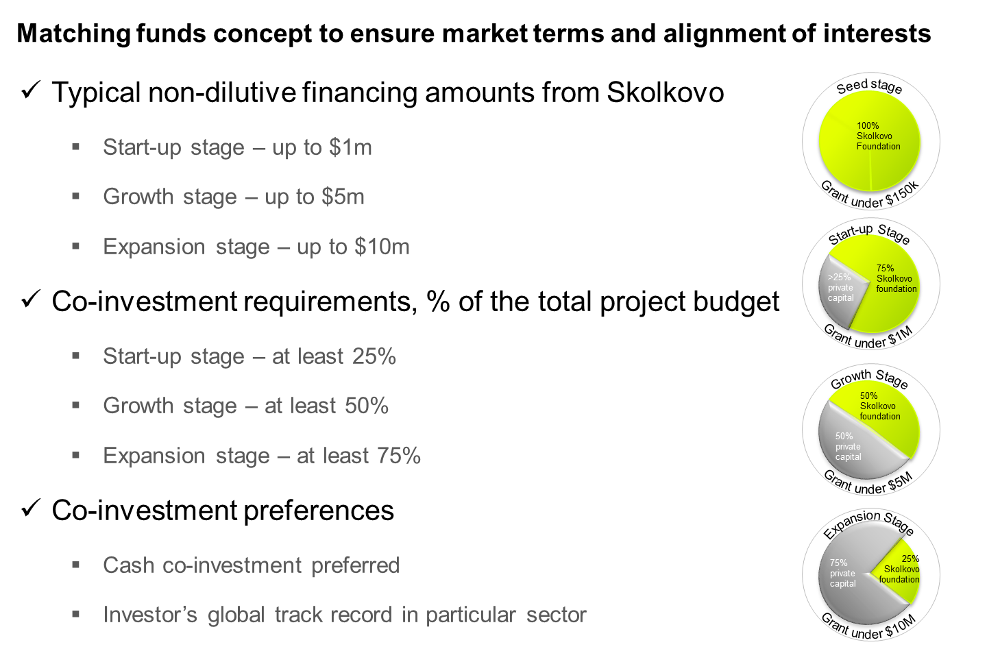 Matching funds concept to ensure market terms and alignment of interests
✓ Typical non-dilutive financing amounts from Skolkovo
▪ Start-up stage – up to $1m
▪ Growth stage – up to $5m
▪ Expansion stage – up to $10m
✓ Co-investment requirements, % of the total project budget
▪ Start-up stage – at least 25%
▪ Growth stage – at least 50%
▪ Expansion stage – at least 75%
✓ Co-investment preferences
▪ Cash co-investment preferred
▪ Investor’s global track record in particular sector
Seed stage
100%
Skolkovo
Foundation
Grant under $150k
Start-up Stage
>25%
private
capital
75%
Skolkovo
foundation
Grant under $1M
Growth Stage
50%
Skolkovo
foundation
50%
private
capital
Grant under $5M
Expansion Stage
75%
private
capital
25%
Skolkovo
foundation
Grant under $10M